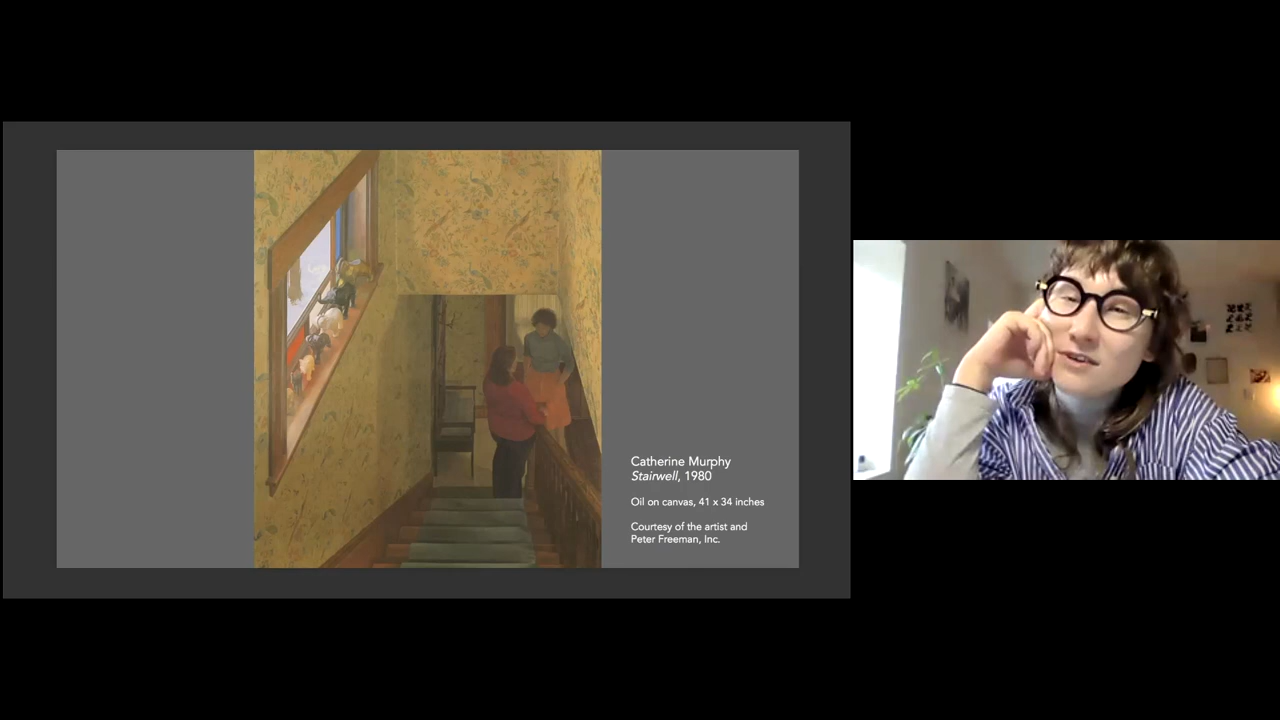 Catherine Murphy
Stairwell, 1980
Oil on canvas, 41 x 34 inches
Courtesy of the artist and
Peter Freeman, Inc.